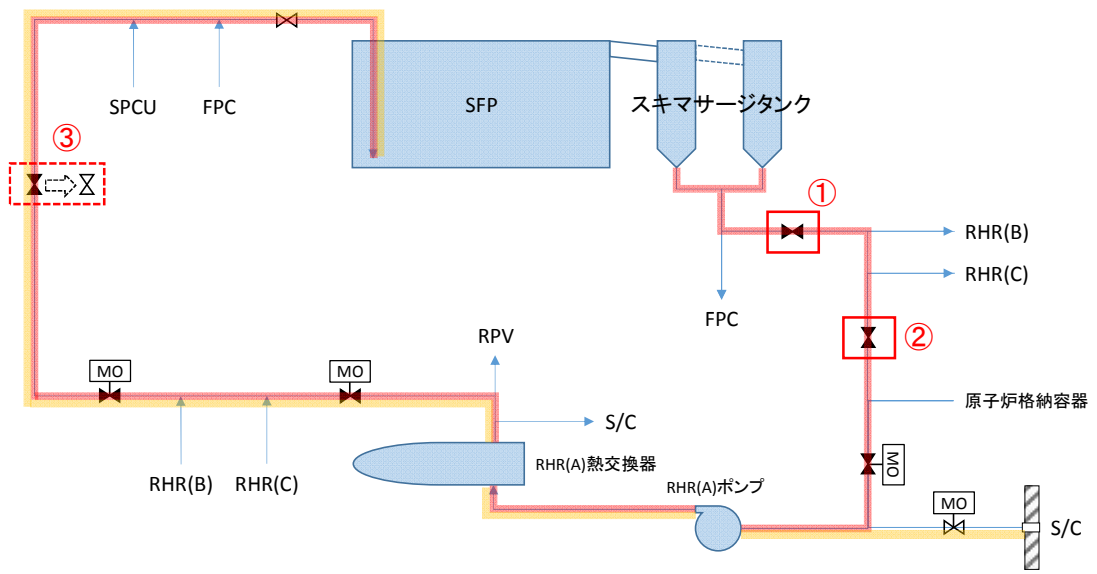 SPCU
FPC
SFP
スキマサージタンク
③
①
RHR(B)
RHR(C)
FPC
②
RPV
MO
MO
原子炉格納容器
S/C
RHR(B)
RHR(C)
RHR(A)熱交換器
MO
RHR(A)ポンプ
MO
S/C